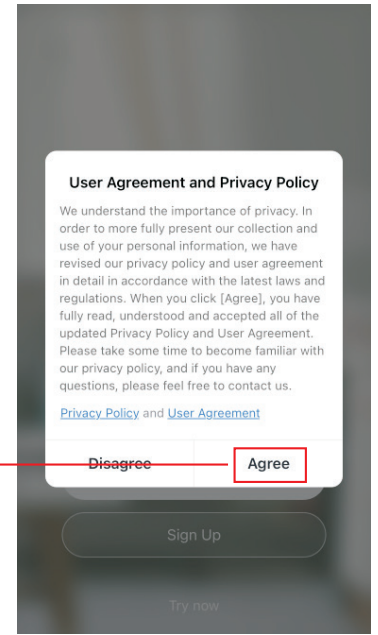 User Agreement and Privacy Policy
We understand the importance of privacy. In
order to more fully present our collection and
use of your personal information, we have
revised our privacy policy and user agreement
in detail in accordance with the latest laws and
regulations. When you click [Agree], you have
fully read, understood and accepted all of the
updated Privacy Policy and User Agreement.
Please take some time to become familiar with
our privacy policy, and if you have any
questions, please feel free to contact us.
Privacy Policy and User Agreement
Disagree Agree
Sign Up
Try now